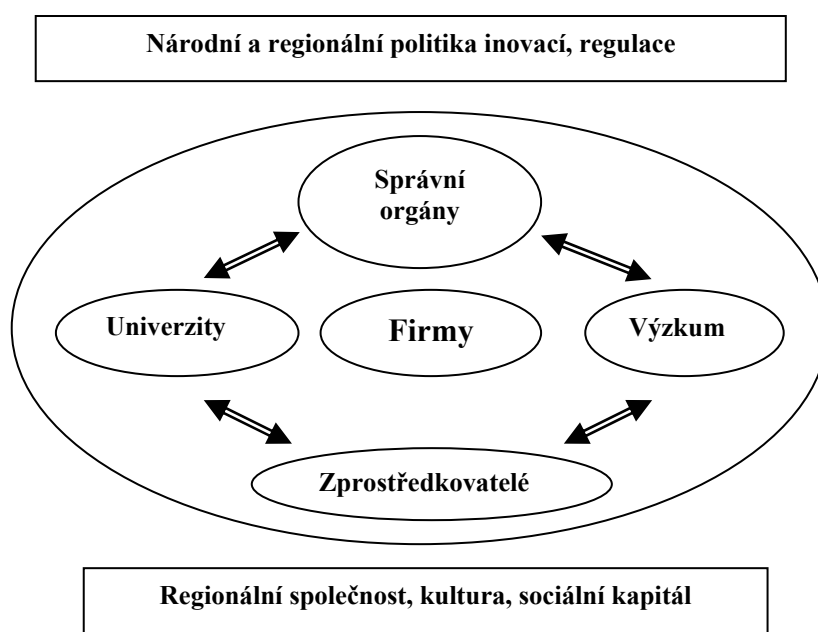 Národní a regionální politika inovací, regulace
Správní
orgány
Univerzity
Firmy
Výzkum
Zprostředkovatelé
Regionální společnost, kultura, sociální kapitál